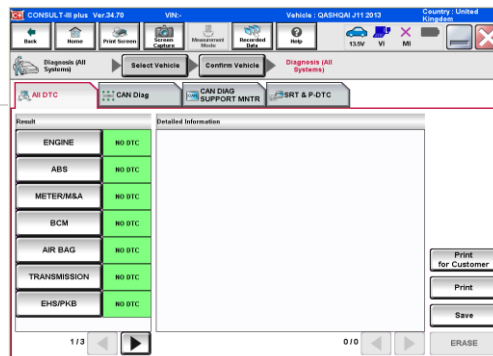 CONSULT-III plus Ver.34.70 VIN:- Vehicle : QASHQAI J11 2013 Country : United Kingdom
Back Home Print Screen Screen Capture Measurement Mode Recorded Data Help 13.5V VI MI
Diagnosis (All Systems) Select Vehicle Confirm Vehicle Diagnosis (All Systems)
All DTC CAN Diag CAN DIAG SUPPORT MNTR SRT & P-DTC
Result Detailed Information
ENGINE NO DTC
ABS NO DTC
METER/M&A NO DTC
BCM NO DTC
AIR BAG NO DTC
TRANSMISSION NO DTC
EHS/PKB NO DTC
Print for Customer
Print
Save
1/3 0/0 ERASE